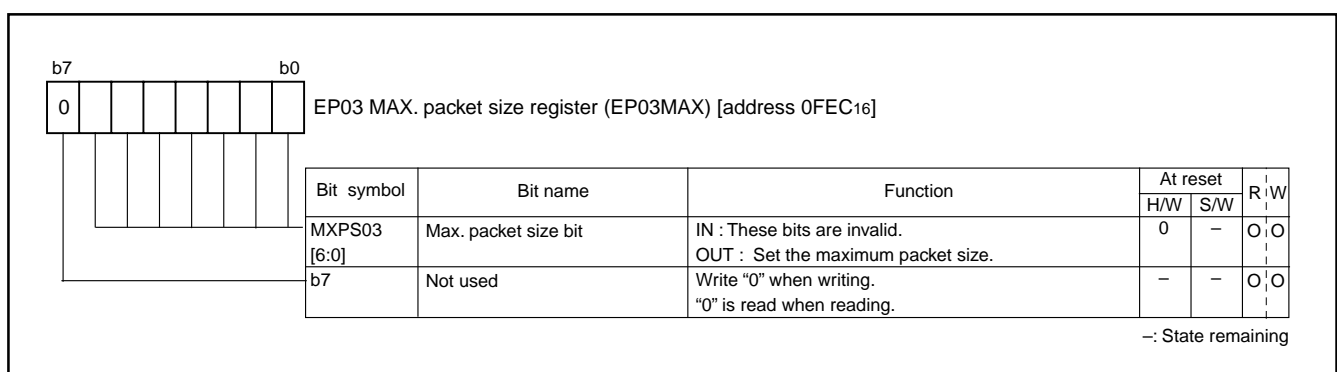 b7 b0
0 EP03 MAX. packet size register (EP03MAX) [address 0FEC16]
Bit symbol Bit name Function At reset R W
H/W S/W
MXPS03 Max. packet size bit IN : These bits are invalid. 0 – O O
[6:0] OUT : Set the maximum packet size.
b7 Not used Write “0” when writing. – – O O
“0” is read when reading.
–: State remaining